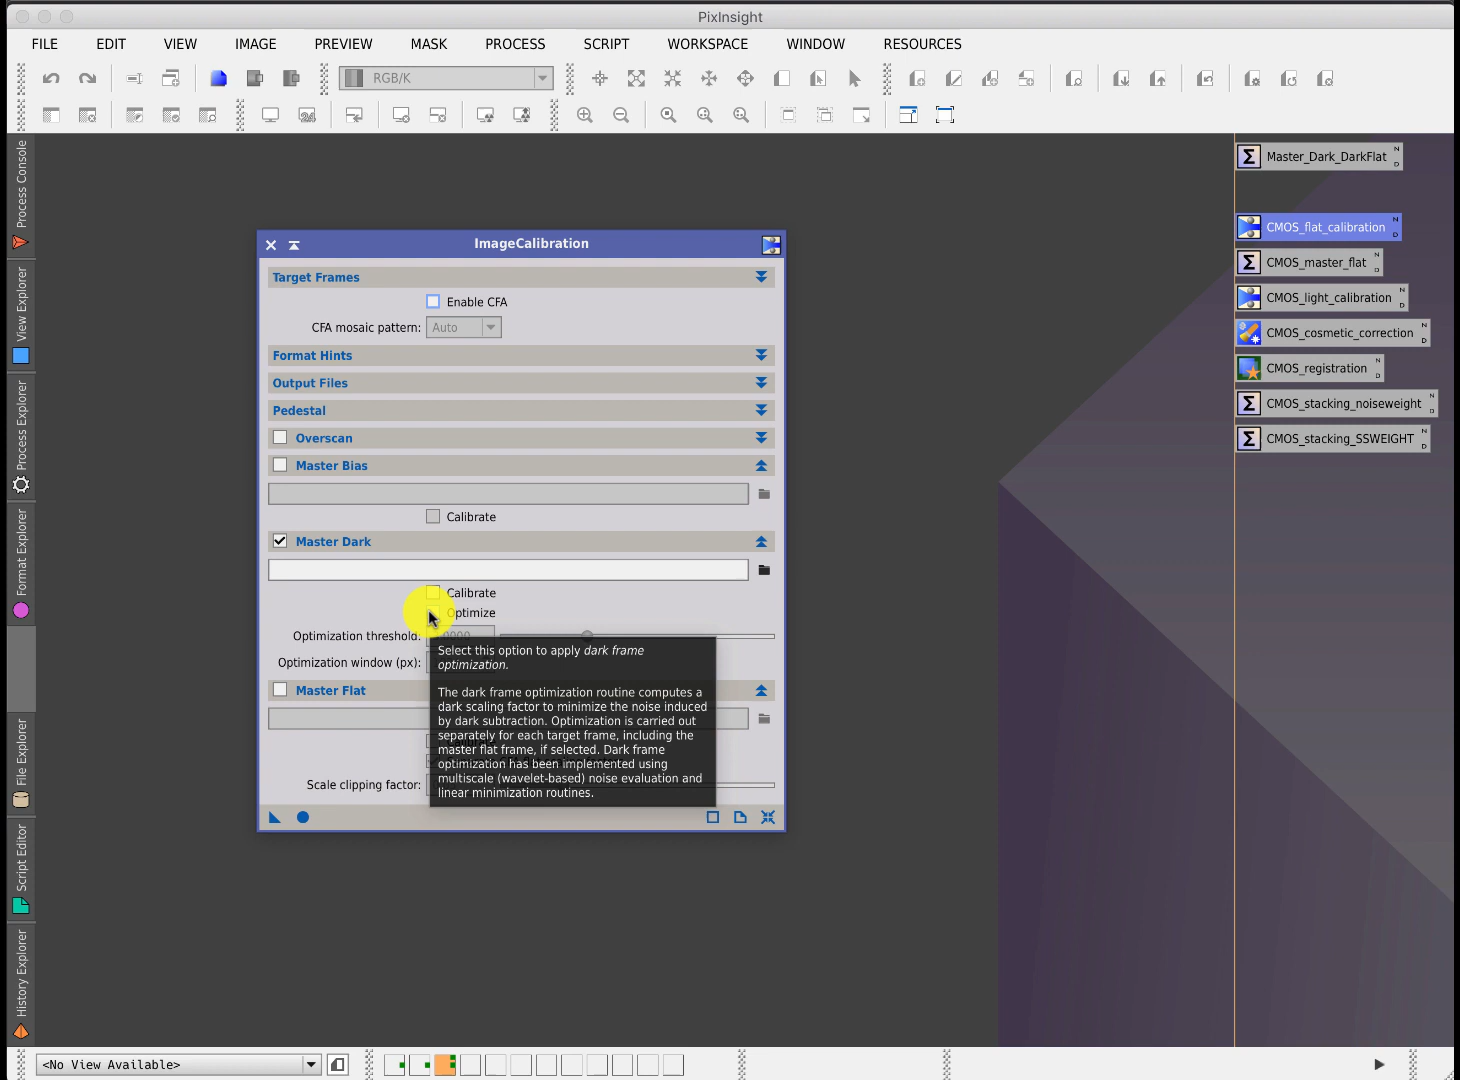 PixInsight
FILE EDIT VIEW IMAGE PREVIEW MASK PROCESS SCRIPT WORKSPACE WINDOW RESOURCES
RGB/K
Process Console
View Explorer
Process Explorer
Format Explorer
File Explorer
Script Editor
History Explorer
ImageCalibration
Target Frames
Enable CFA
CFA mosaic pattern: Auto
Format Hints
Output Files
Pedestal
Overscan
Master Bias
Calibrate
Master Dark
Calibrate
Optimize
Optimization threshold:
Optimization window (px):
Master Flat
Scale clipping factor:
Select this option to apply dark frame
optimization.
The dark frame optimization routine computes a
dark scaling factor to minimize the noise induced
by dark subtraction. Optimization is carried out
separately for each target frame, including the
master flat frame, if selected. Dark frame
optimization has been implemented using
multiscale (wavelet-based) noise evaluation and
linear minimization routines.
Master_Dark_DarkFlat N D
CMOS_flat_calibration N D
CMOS_master_flat N D
CMOS_light_calibration N D
CMOS_cosmetic_correction N D
CMOS_registration N D
CMOS_stacking_noiseweight N D
CMOS_stacking_SSWEIGHT N D
<No View Available>